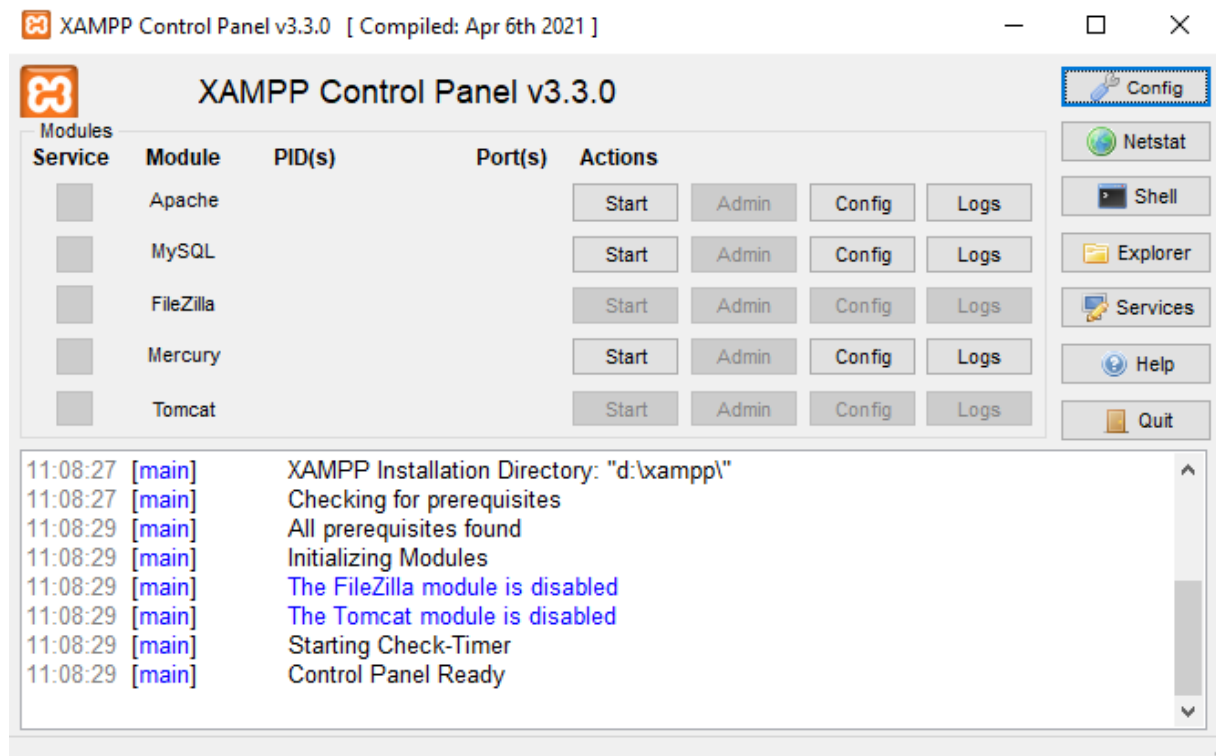 XAMPP Control Panel v3.3.0 [ Compiled: Apr 6th 2021 ]
XAMPP Control Panel v3.3.0
Config
Modules
Service Module PID(s) Port(s) Actions
Netstat
Apache Start Admin Config Logs
Shell
MySQL Start Admin Config Logs
Explorer
FileZilla Start Admin Config Logs
Services
Mercury Start Admin Config Logs
Help
Tomcat Start Admin Config Logs
Quit
11:08:27 [main] XAMPP Installation Directory: "d:\xampp\"
11:08:27 [main] Checking for prerequisites
11:08:29 [main] All prerequisites found
11:08:29 [main] Initializing Modules
11:08:29 [main] The FileZilla module is disabled
11:08:29 [main] The Tomcat module is disabled
11:08:29 [main] Starting Check-Timer
11:08:29 [main] Control Panel Ready